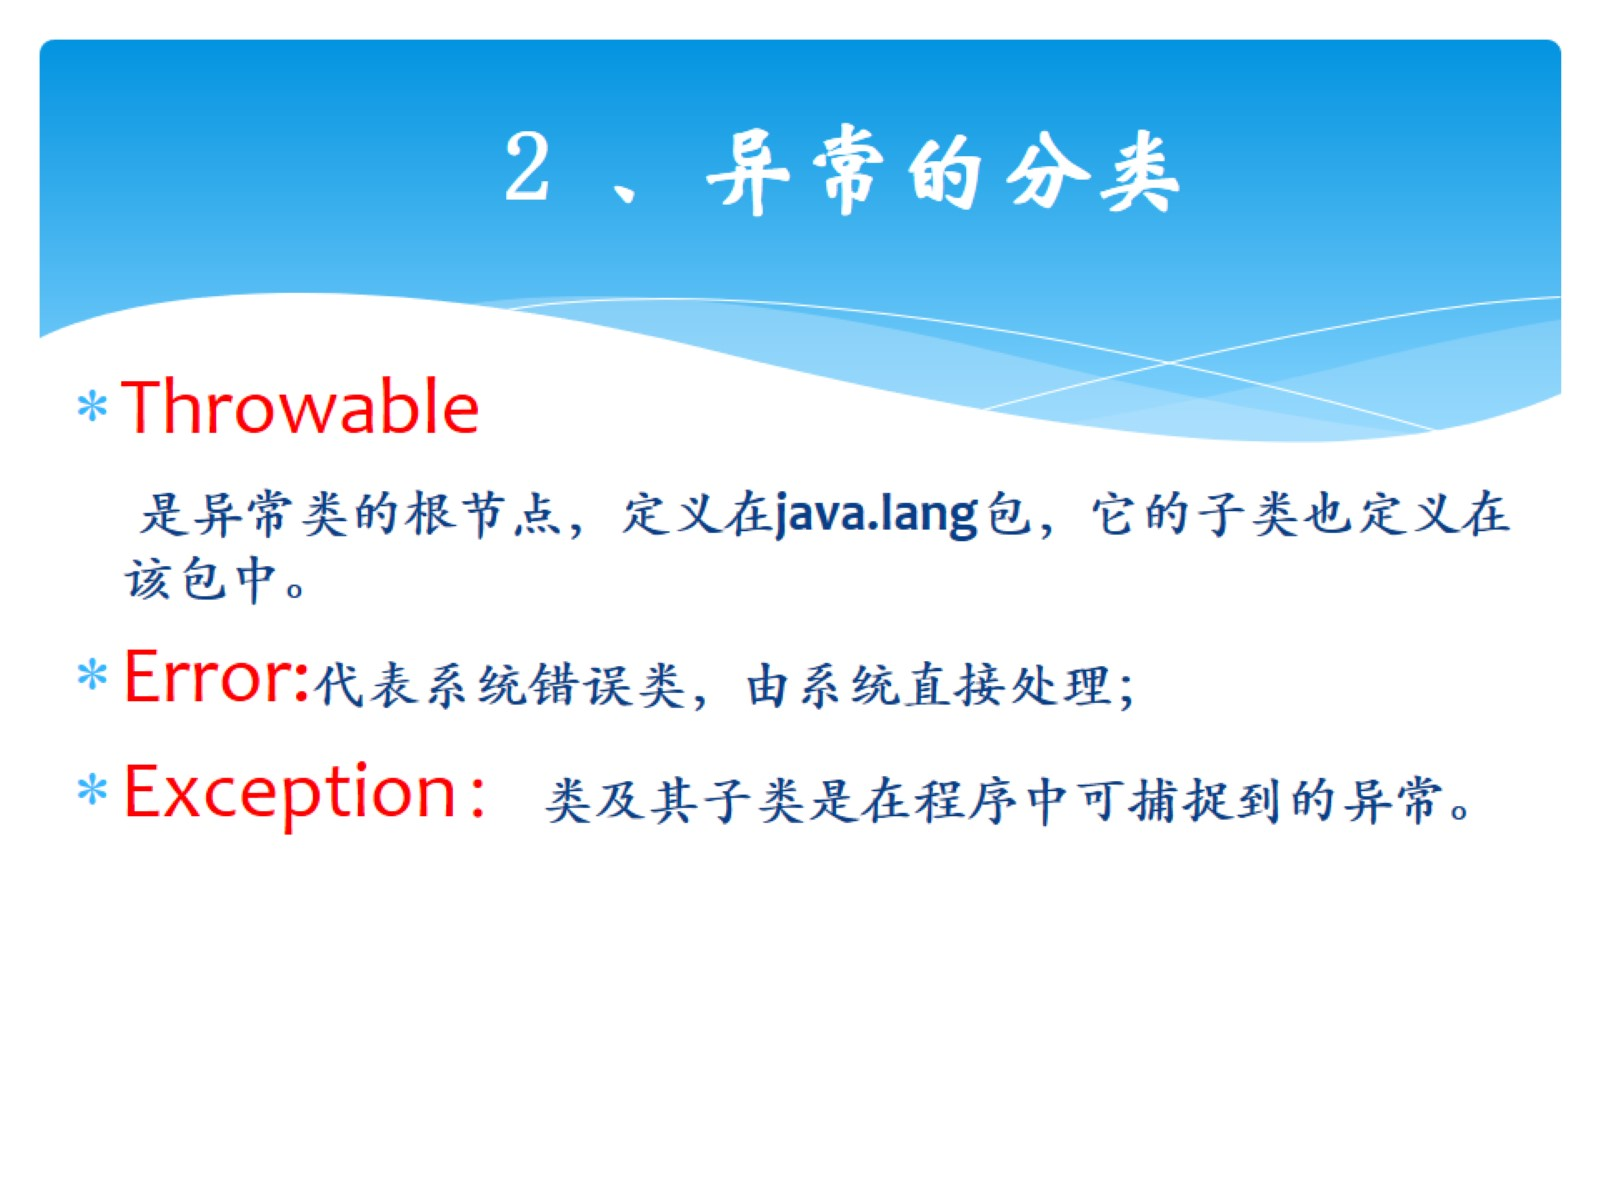 2 、异常的分类
* Throwable
是异常类的根节点，定义在java.lang包，它的子类也定义在
该包中。
* Error:代表系统错误类，由系统直接处理；
* Exception： 类及其子类是在程序中可捕捉到的异常。